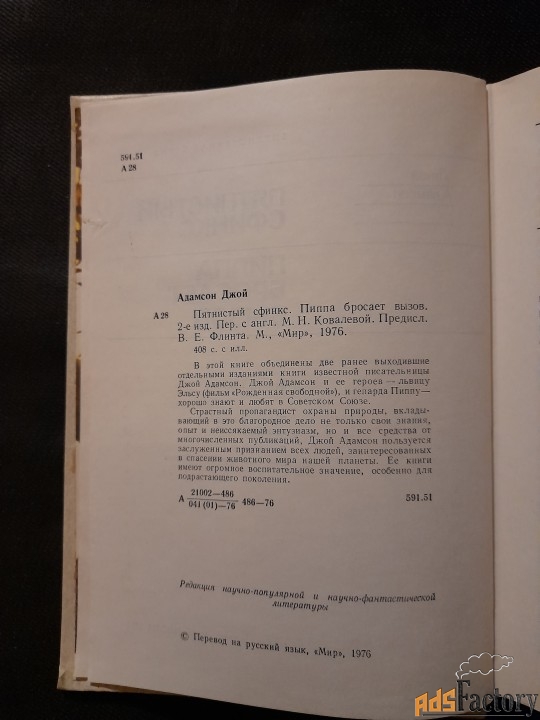 591.51
А 28
Адамсон Джой
А 28 Пятнистый сфинкс. Пиппа бросает вызов.
2-е изд. Пер. с англ. М. Н. Ковалевой. Предисл.
В. Е. Флинта. М., «Мир», 1976.
408 с. с илл.
В этой книге объединены две ранее выходившие
отдельными изданиями книги известной писательницы
Джой Адамсон. Джой Адамсон и ее героев — львицу
Эльсу (фильм «Рожденная свободной»), и гепарда Пиппу —
хорошо знают и любят в Советском Союзе.
Страстный пропагандист охраны природы, вклады-
вающий в это благородное дело не только свои знания,
опыт и неиссякаемый энтузиазм, но и все средства от
многочисленных публикаций, Джой Адамсон пользуется
заслуженным признанием всех людей, заинтересованных
в спасении животного мира нашей планеты. Ее книги
имеют огромное воспитательное значение, особенно для
подрастающего поколения.
А 21002—486
041 (01)—76 486—76 591.51
Редакция научно-популярной и научно-фантастической
литературы
© Перевод на русский язык, «Мир», 1976
AdsFactory